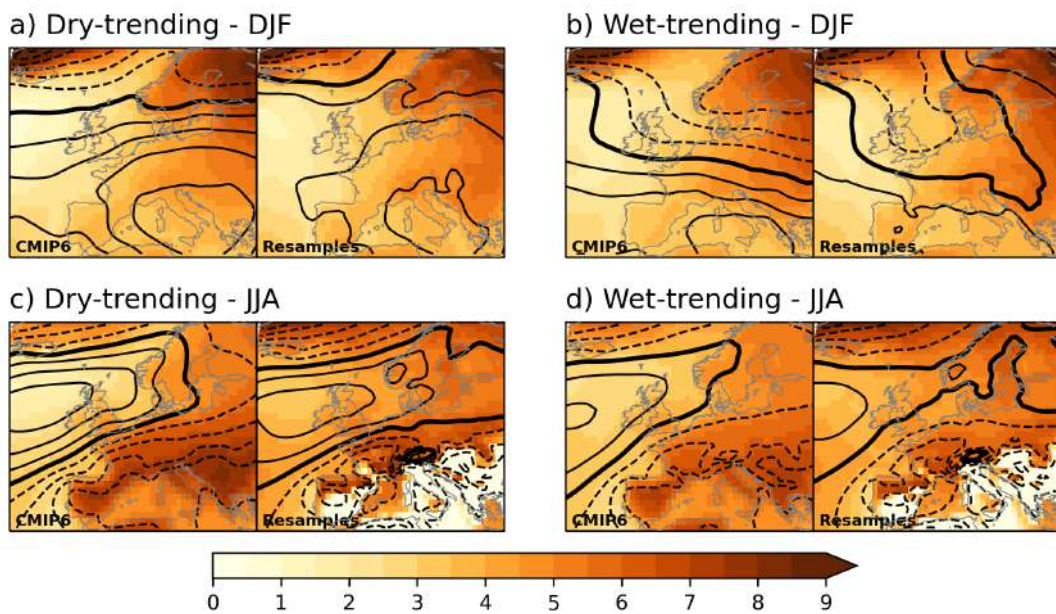 a) Dry-trending - DJF
b) Wet-trending - DJF
CMIP6
Resamples
CMIP6
Resamples
c) Dry-trending - JJA
d) Wet-trending - JJA
CMIP6
Resamples
CMIP6
Resamples
0 1 2 3 4 5 6 7 8 9